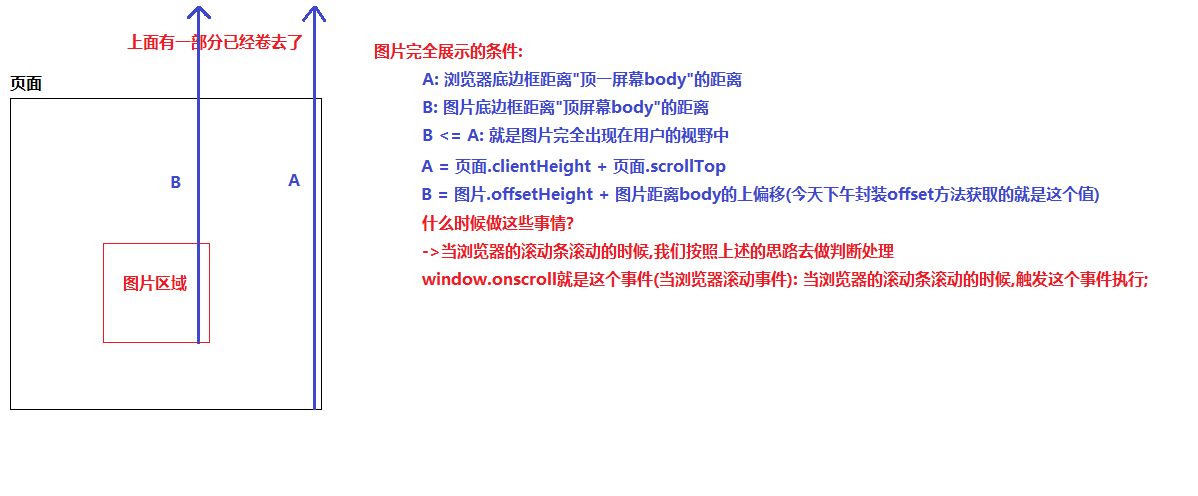 上面有一部分已经卷去了
图片完全展示的条件:
页面
A: 浏览器底边框距离"顶一屏幕body"的距离
B: 图片底边框距离"顶屏幕body"的距离
B <= A: 就是图片完全出现在用户的视野中
A = 页面.clientHeight + 页面.scrollTop
B
A
B = 图片.offsetHeight + 图片距离body的上偏移(今天下午封装offset方法获取的就是这个值)
什么时候做这些事情?
->当浏览器的滚动条滚动的时候,我们按照上述的思路去做判断处理
图片区域
window.onscroll就是这个事件(当浏览器滚动事件): 当浏览器的滚动条滚动的时候,触发这个事件执行;